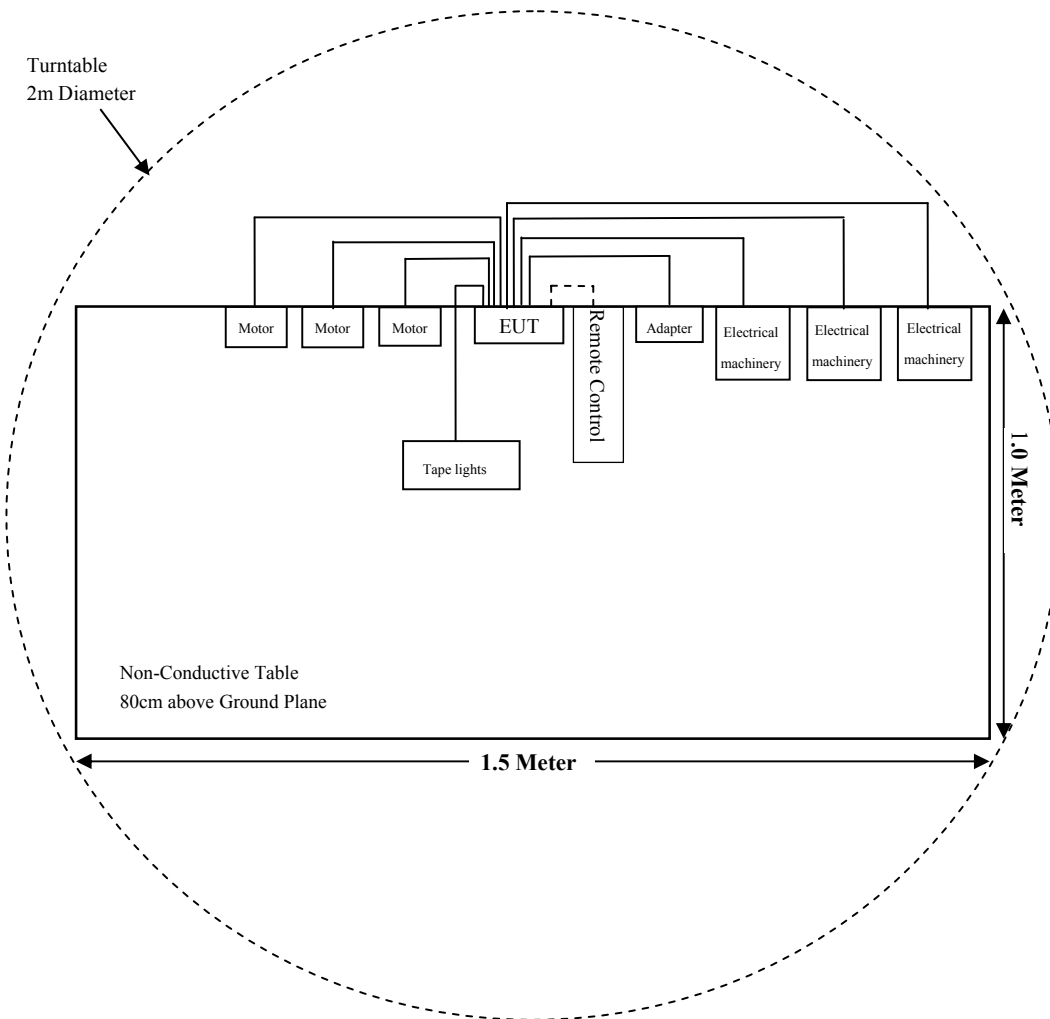 Turntable
2m Diameter
Motor
Motor
Motor
EUT
Remote Control
Adapter
Electrical
machinery
Electrical
machinery
Electrical
machinery
Tape lights
1.0 Meter
Non-Conductive Table
80cm above Ground Plane
1.5 Meter